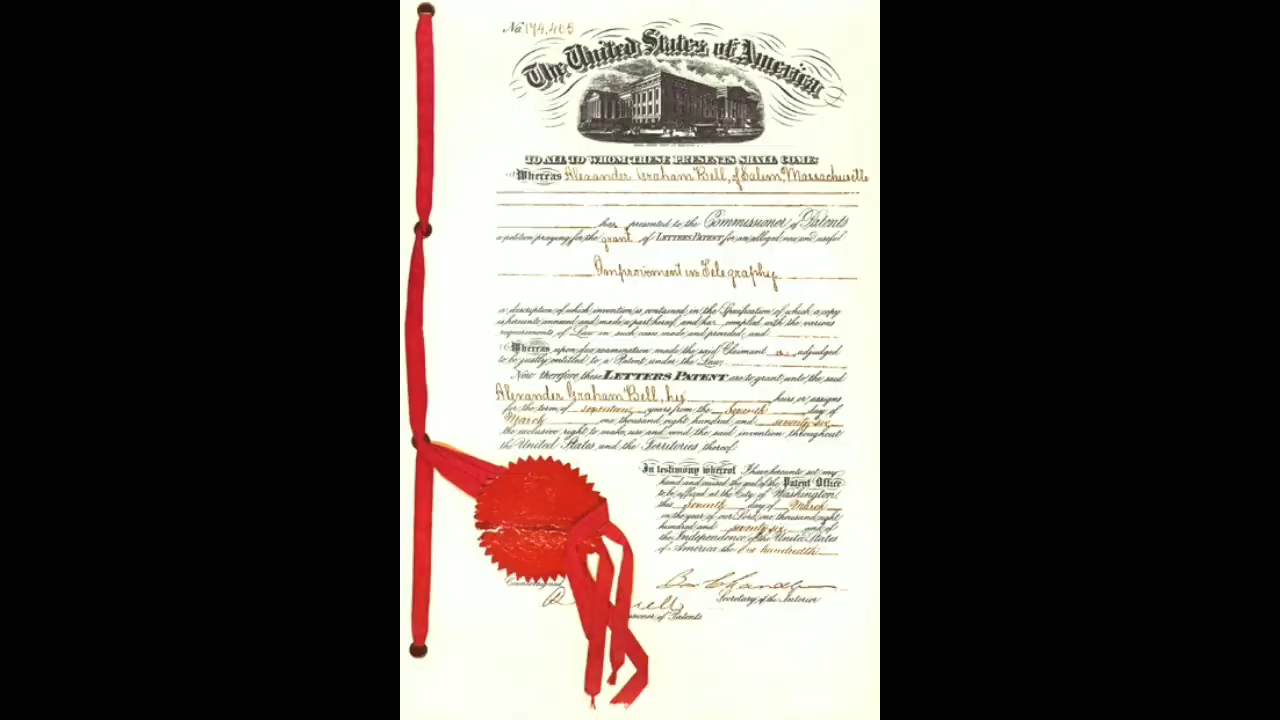 No 174,465
The United States of America
TO ALL TO WHOM THESE PRESENTS SHALL COME:
Whereas Alexander Graham Bell, of Salem, Massachusetts
has presented to the Commissioner of Patents
a petition praying for the grant of LETTERS PATENT for an alleged new and useful
Improvement in Telegraphy
a description of which invention is contained in the Specification of which a copy
is hereunto annexed and made a part hereof, and has complied with the various
requirements of Law in such cases made and provided, and
Whereas upon due examination made the said Claimant is adjudged
to be justly entitled to a Patent under the Law.
Now therefore these LETTERS PATENT are to grant unto the said
Alexander Graham Bell, his
heirs or assigns
for the term of seventeen years from the seventh day of
March one thousand eight hundred and seventy-six
the exclusive right to make, use and vend the said invention throughout
the United States and the Territories thereof.
In testimony whereof I have hereunto set my
hand and caused the seal of the Patent Office
to be affixed at the City of Washington
this seventh day of March
in the year of our Lord one thousand eight
hundred and seventy-six and of
the Independence of the United States
of America the one hundredth
Countersigned
Secretary of the Interior
of Patents